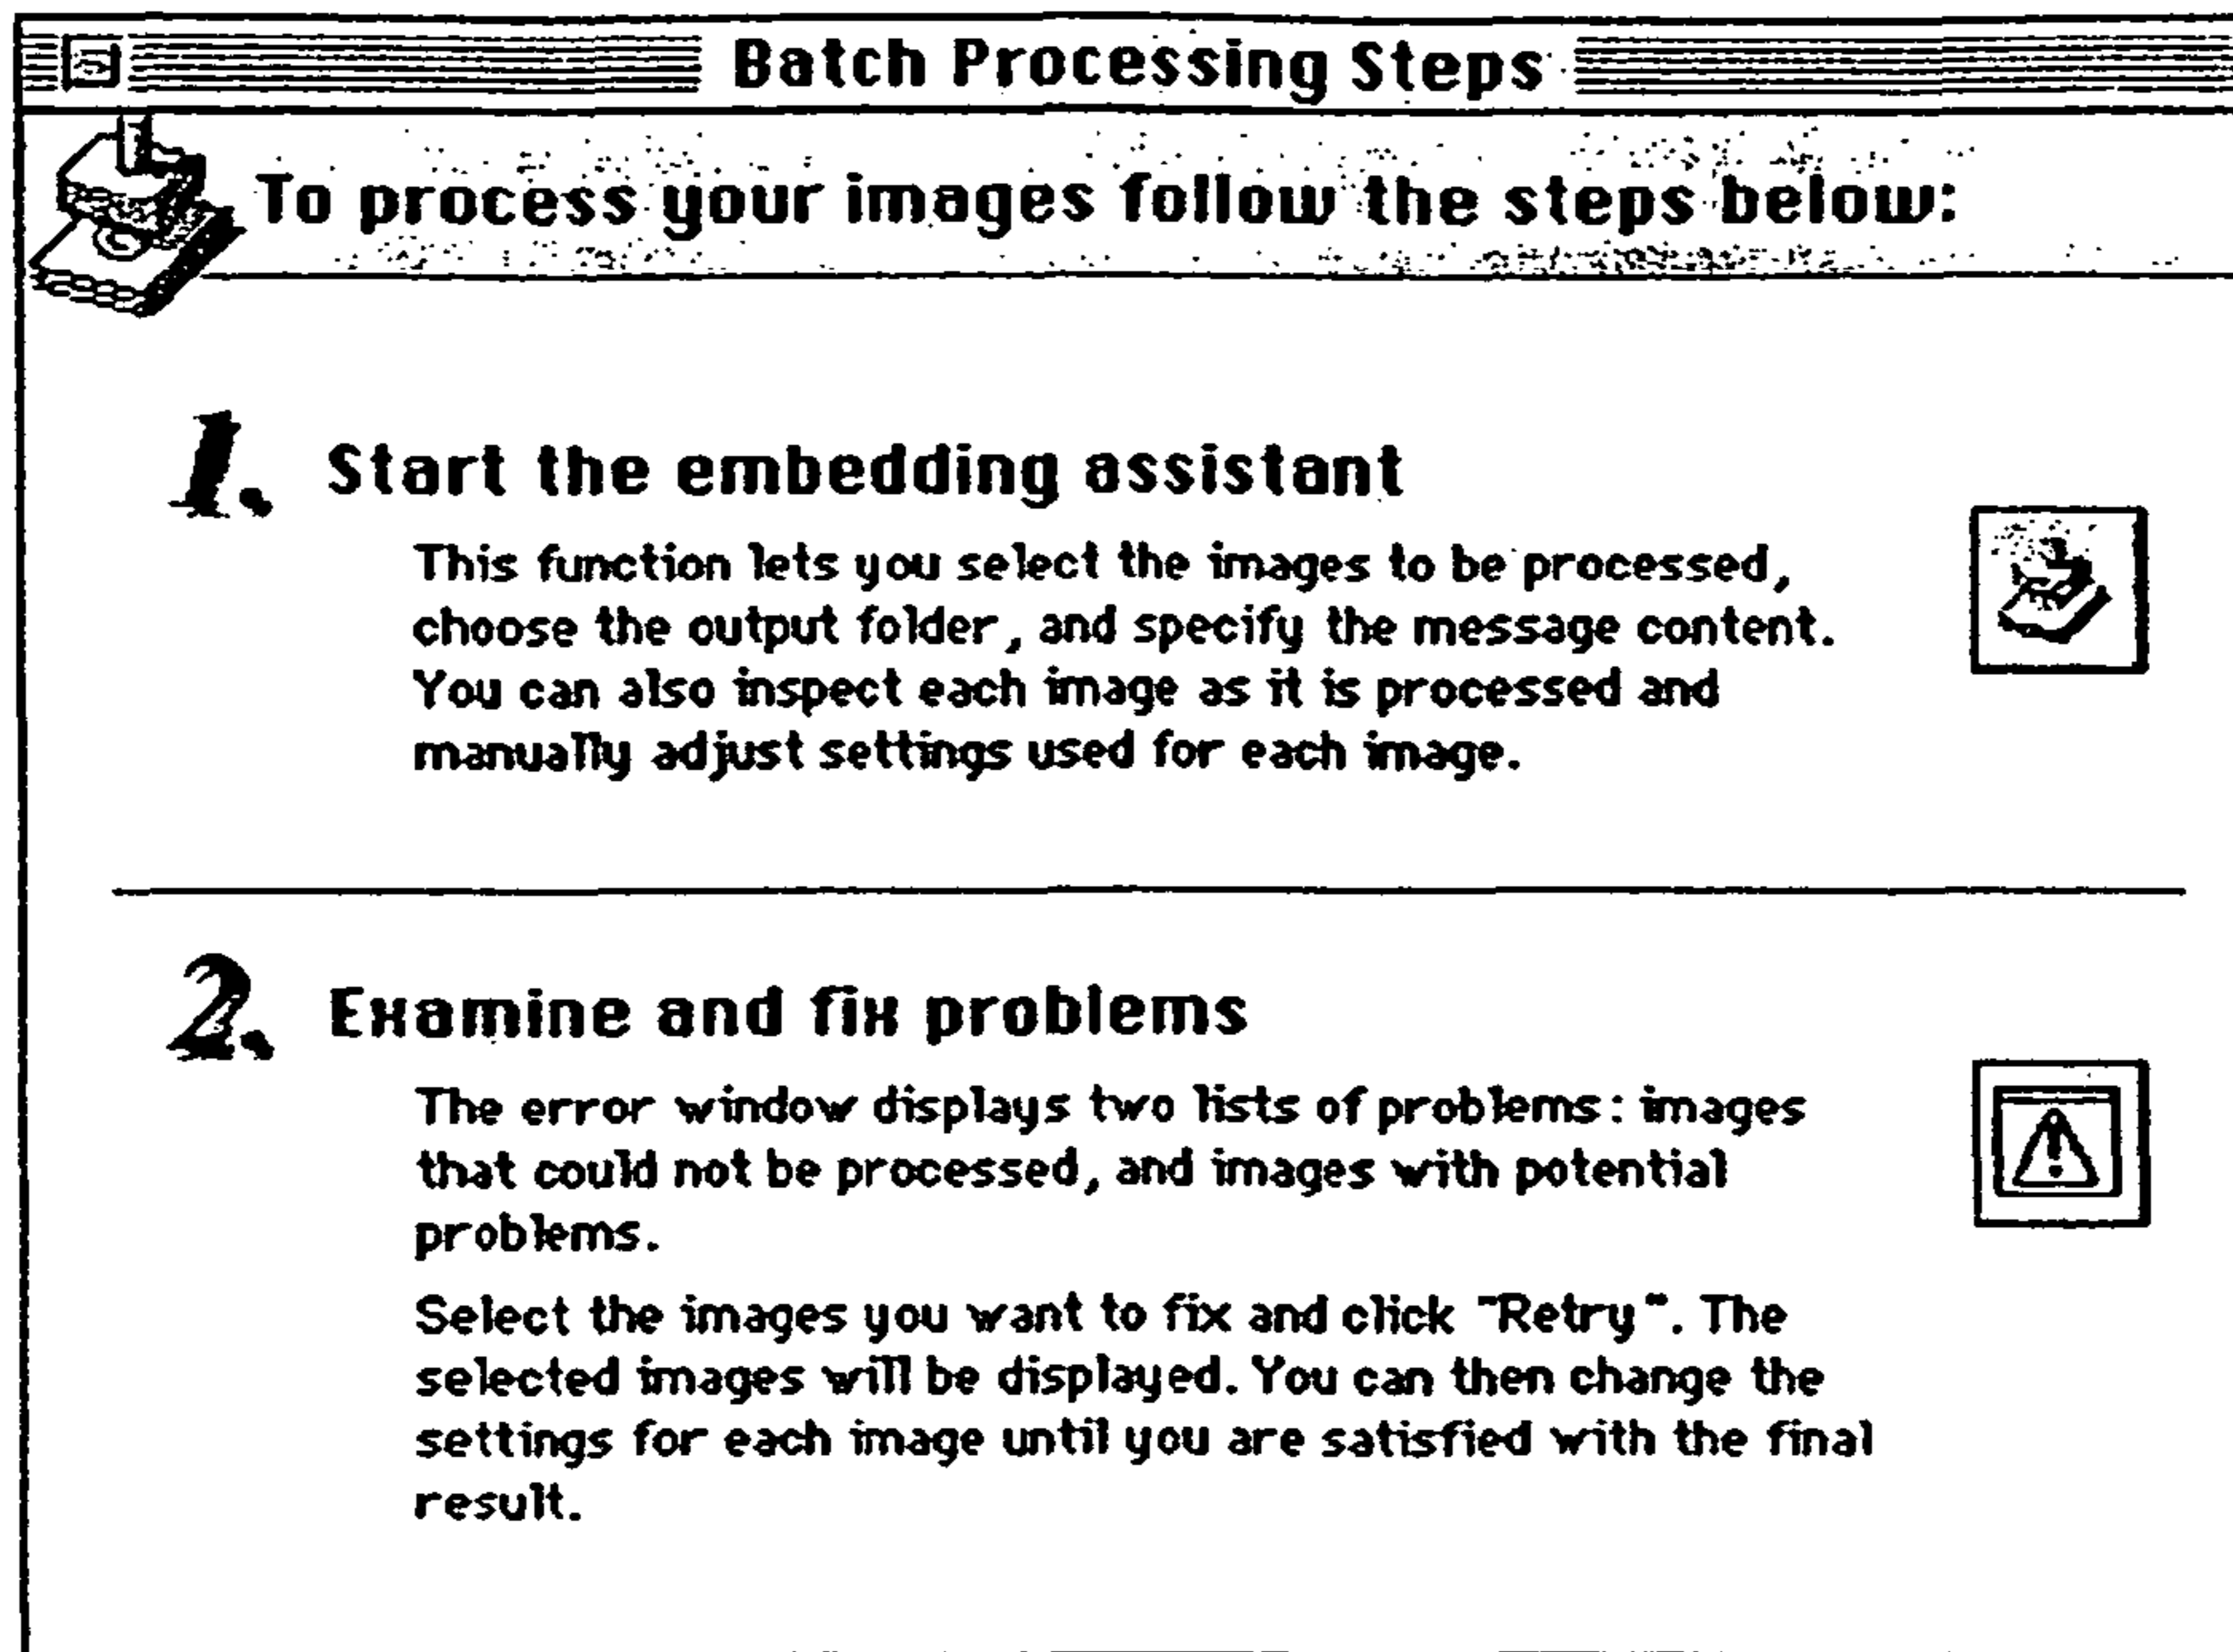 Batch Processing Steps
To process your images follow the steps below:
1. Start the embedding assistant
This function lets you select the images to be processed,
choose the output folder, and specify the message content.
You can also inspect each image as it is processed and
manually adjust settings used for each image.
2. Examine and fix problems
The error window displays two lists of problems: images
that could not be processed, and images with potential
problems.
Select the images you want to fix and click "Retry". The
selected images will be displayed. You can then change the
settings for each image until you are satisfied with the final
result.